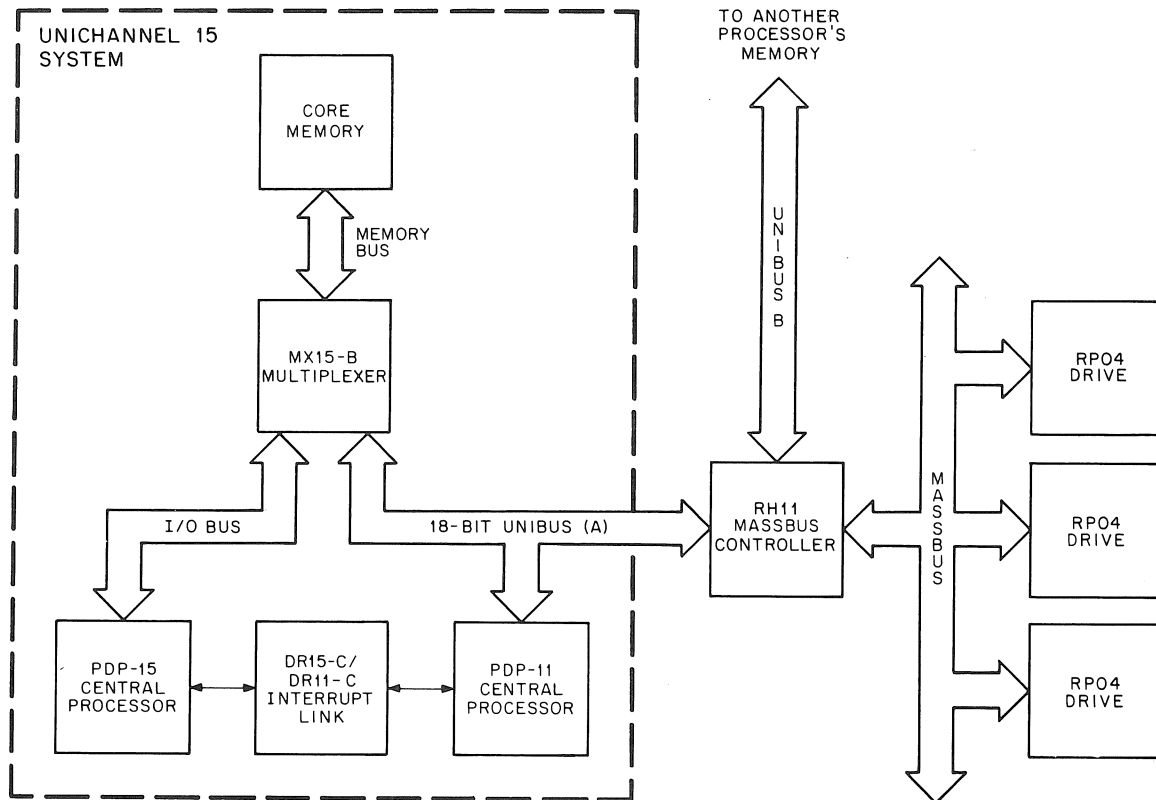 UNICHANNEL 15
SYSTEM
CORE
MEMORY
MEMORY
BUS
MX15-B
MULTIPLEXER
I/O BUS
18-BIT UNIBUS (A)
PDP-15
CENTRAL
PROCESSOR
DR15-C/
DR11-C
INTERRUPT
LINK
PDP-11
CENTRAL
PROCESSOR
TO ANOTHER
PROCESSOR'S
MEMORY
UNIBUS B
RH11
MASSBUS
CONTROLLER
MASSBUS
RP04
DRIVE
RP04
DRIVE
RP04
DRIVE